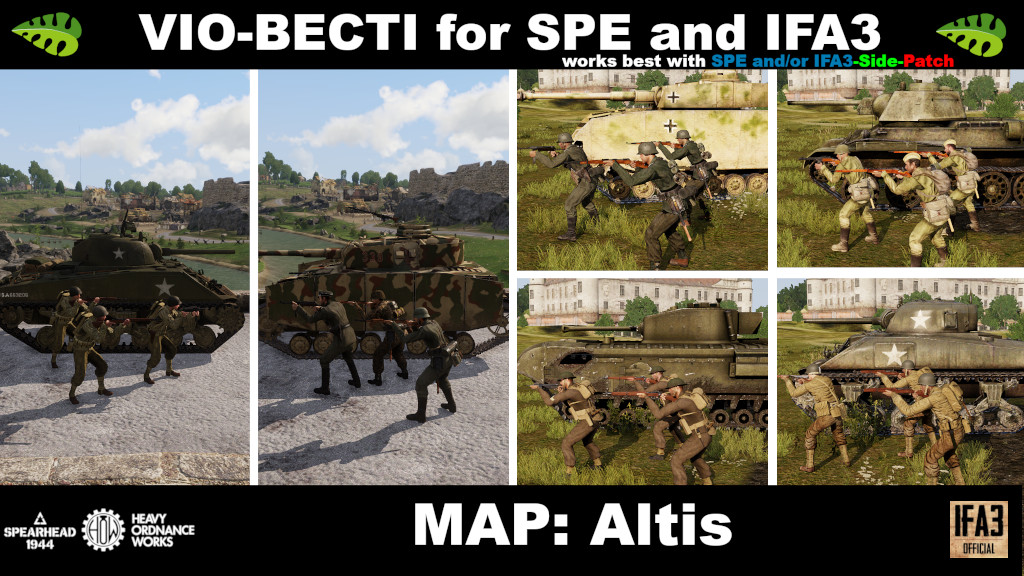 VIO-BECTI for SPE and IFA3
works best with SPE and/or IFA3-Side-Patch
SPEARHEAD
1944
HOW
HEAVY
ORDNANCE
WORKS
MAP: Altis
IFA3
OFFICIAL